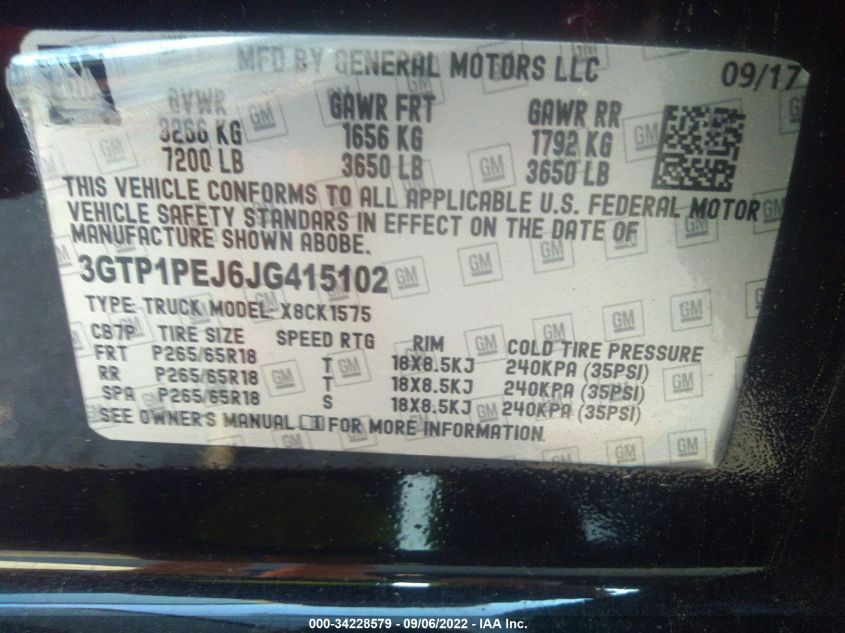 MFD BY GENERAL MOTORS LLC 09/17
GVWR GAWR FRT GAWR RR
3266 KG 1656 KG 1792 KG
7200 LB 3650 LB 3650 LB
THIS VEHICLE CONFORMS TO ALL APPLICABLE U.S. FEDERAL MOTOR
VEHICLE SAFETY STANDARS IN EFFECT ON THE DATE OF
MANUFACTURE SHOWN ABOBE.
3GTP1PEJ6JG415102
TYPE: TRUCK MODEL: X8CK1575
CB7P TIRE SIZE SPEED RTG RIM COLD TIRE PRESSURE
FRT P265/65R18 T 18X8.5KJ 240KPA (35PSI)
RR P265/65R18 T 18X8.5KJ 240KPA (35PSI)
SPA P265/65R18 S 18X8.5KJ 240KPA (35PSI)
SEE OWNER'S MANUAL FOR MORE INFORMATION.
000-34228579 - 09/06/2022 - IAA Inc.